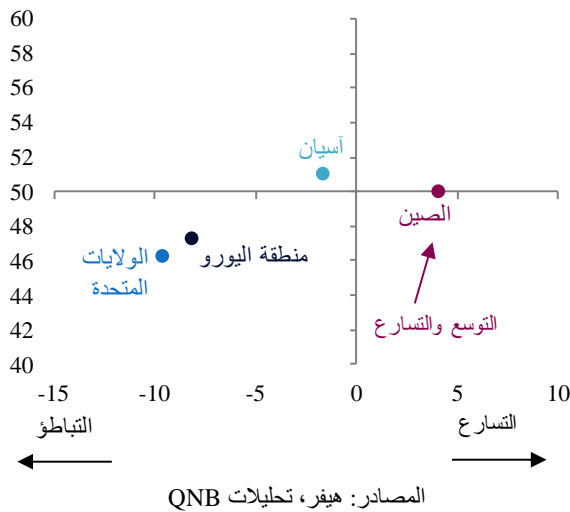 60
58
56
54
52
50
48
46
44
42
40
آسيان
الصين
منطقة اليورو
الولايات
المتحدة
التوسع والتسارع
-15 -10 -5 0 5 10
التباطؤ
التسارع
المصادر: هيفر، تحليلات QNB